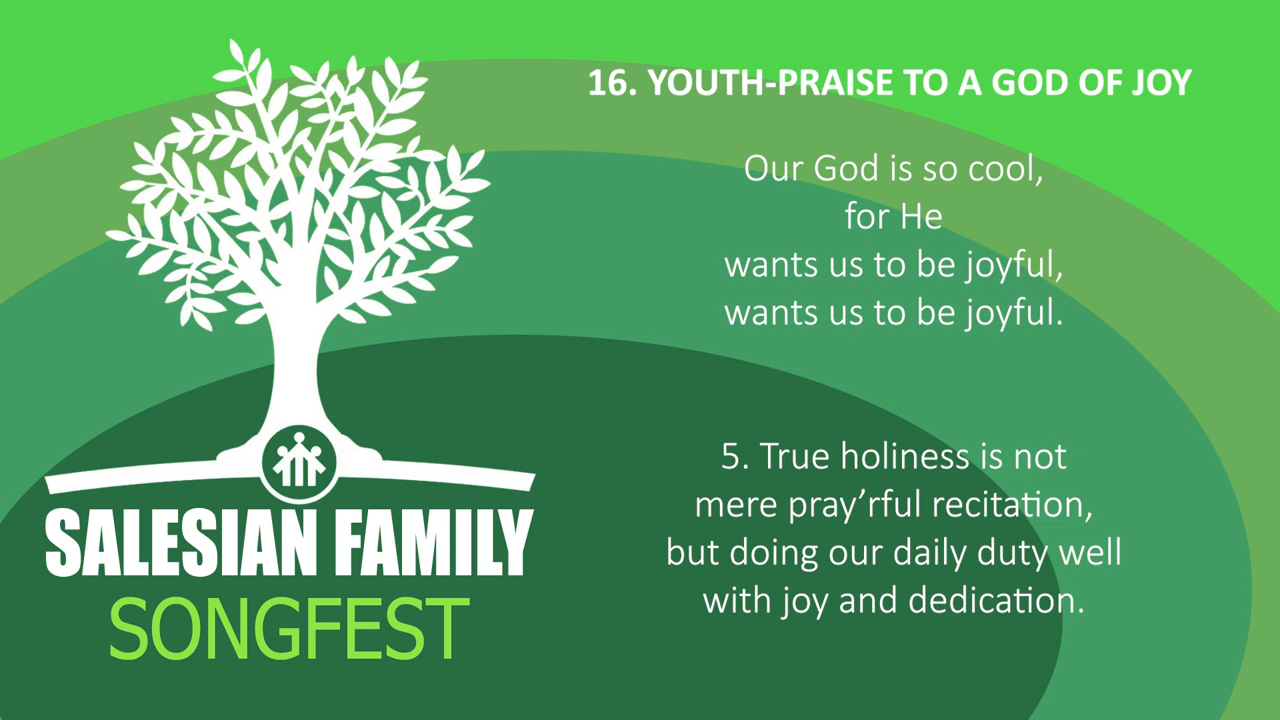 16. YOUTH-PRAISE TO A GOD OF JOY
Our God is so cool,
for He
wants us to be joyful,
wants us to be joyful.
5. True holiness is not
mere pray’rful recitation,
but doing our daily duty well
with joy and dedication.
SALESIAN FAMILY
SONGFEST